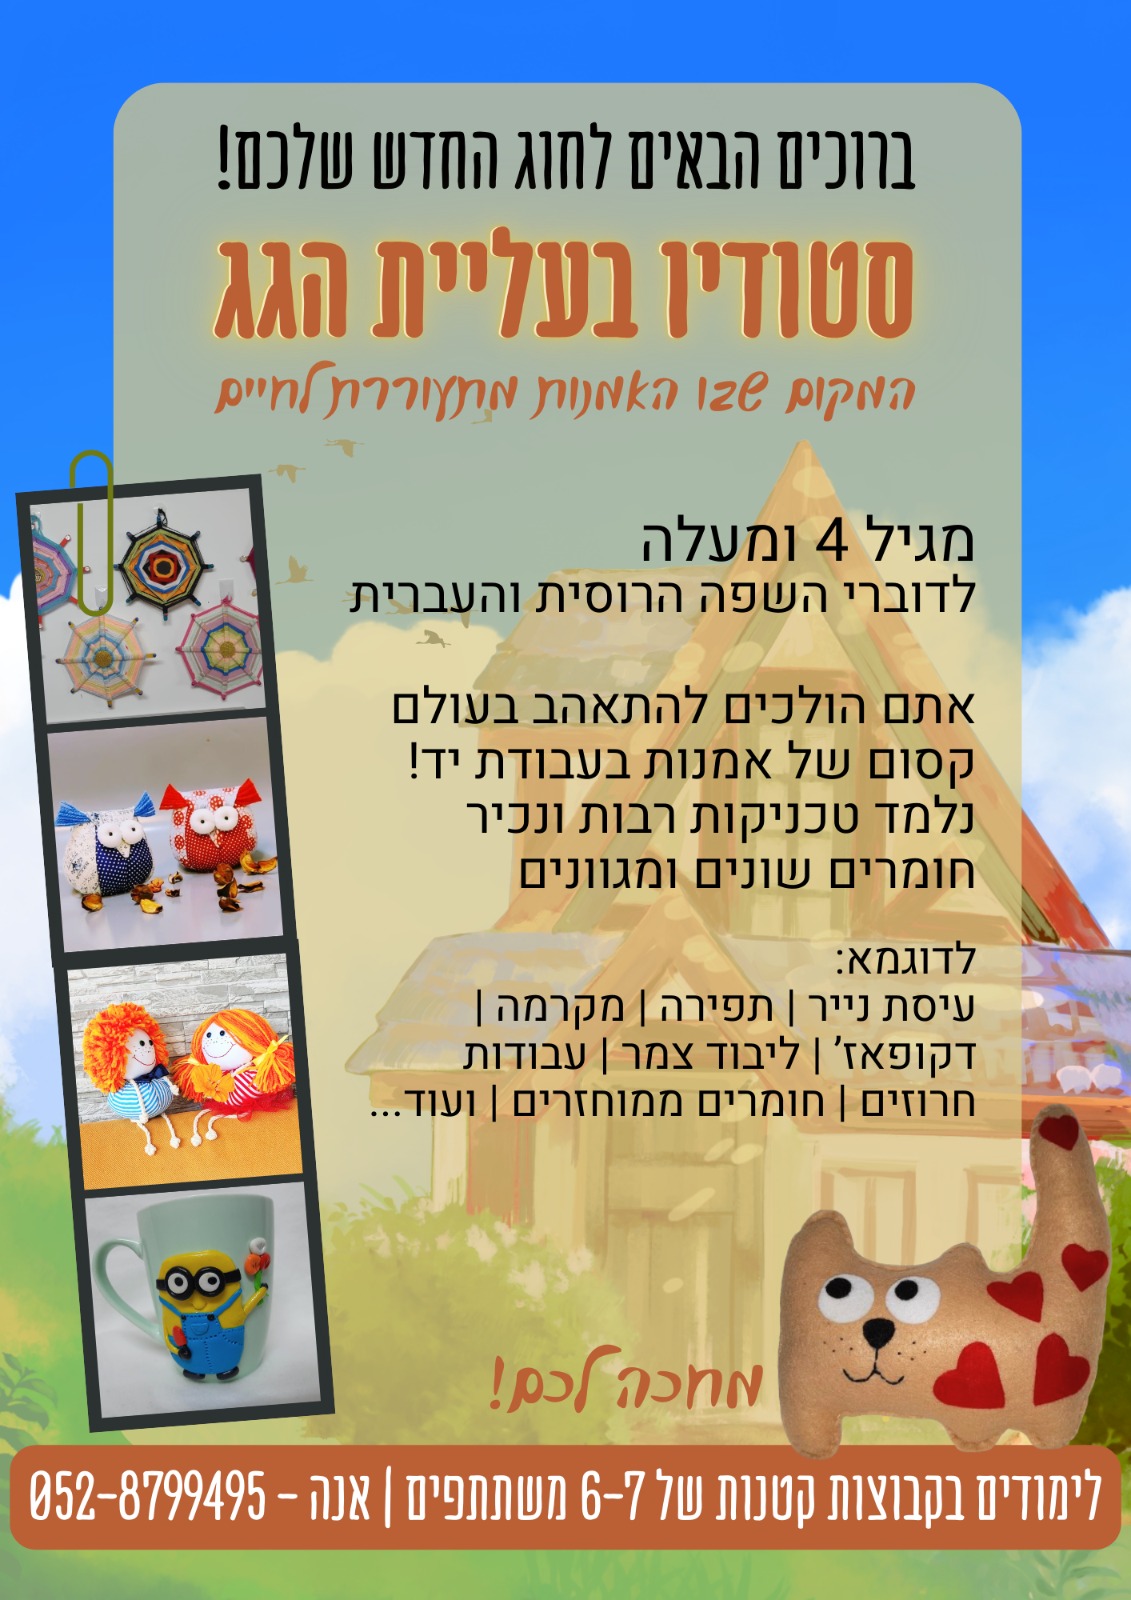 ברוכים הבאים לחוג החדש שלכם!
סטודיו בעליית הגג
המקום שבו האמנות מתעוררת לחיים
מגיל 4 ומעלה
לדוברי השפה הרוסית והעברית
אתם הולכים להתאהב בעולם
קסום של אמנות בעבודת יד!
נלמד טכניקות רבות ונכיר
חומרים שונים ומגוונים
לדוגמא:
עיסת נייר | תפירה | מקרמה |
דקופאז' | ליבוד צמר | עבודות
חרוזים | חומרים ממוחזרים | ועוד...
מחכה לכם!
לימודים בקבוצות קטנות של 6-7 משתתפים | אנה - 052-8799495